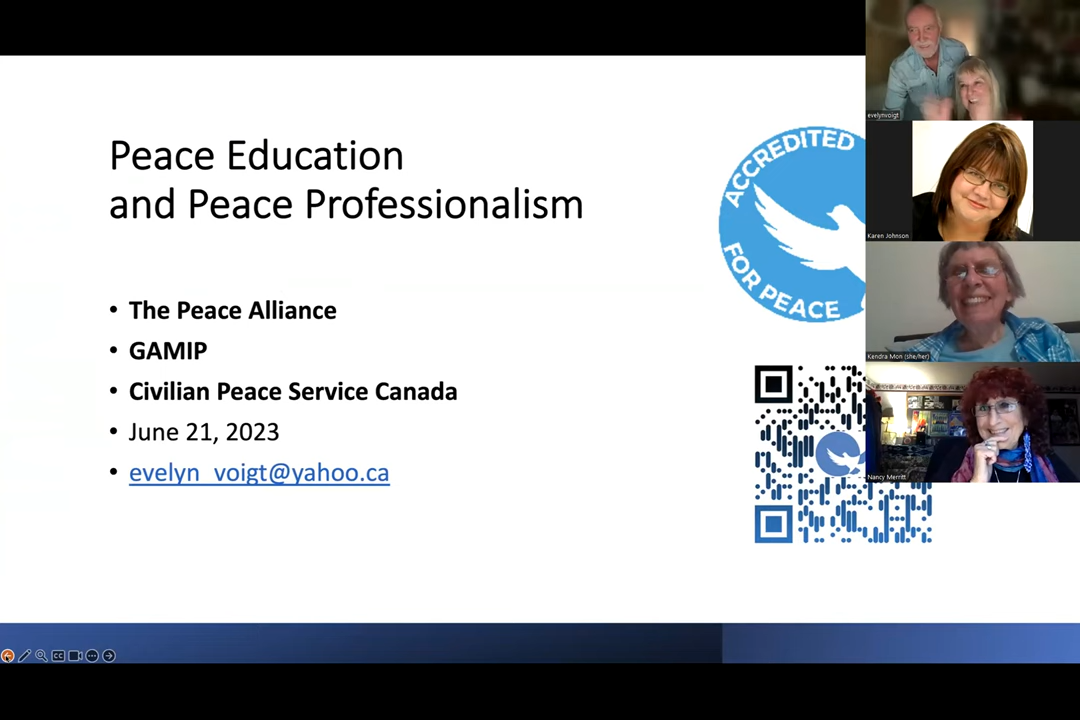 Peace Education
and Peace Professionalism
• The Peace Alliance
• GAMIP
• Civilian Peace Service Canada
• June 21, 2023
• evelyn_voigt@yahoo.ca
ACCREDITED
FOR PEACE
evelynvoigt
Karen Johnson
Kendra Mon (she/her)
Nancy Merritt
CC